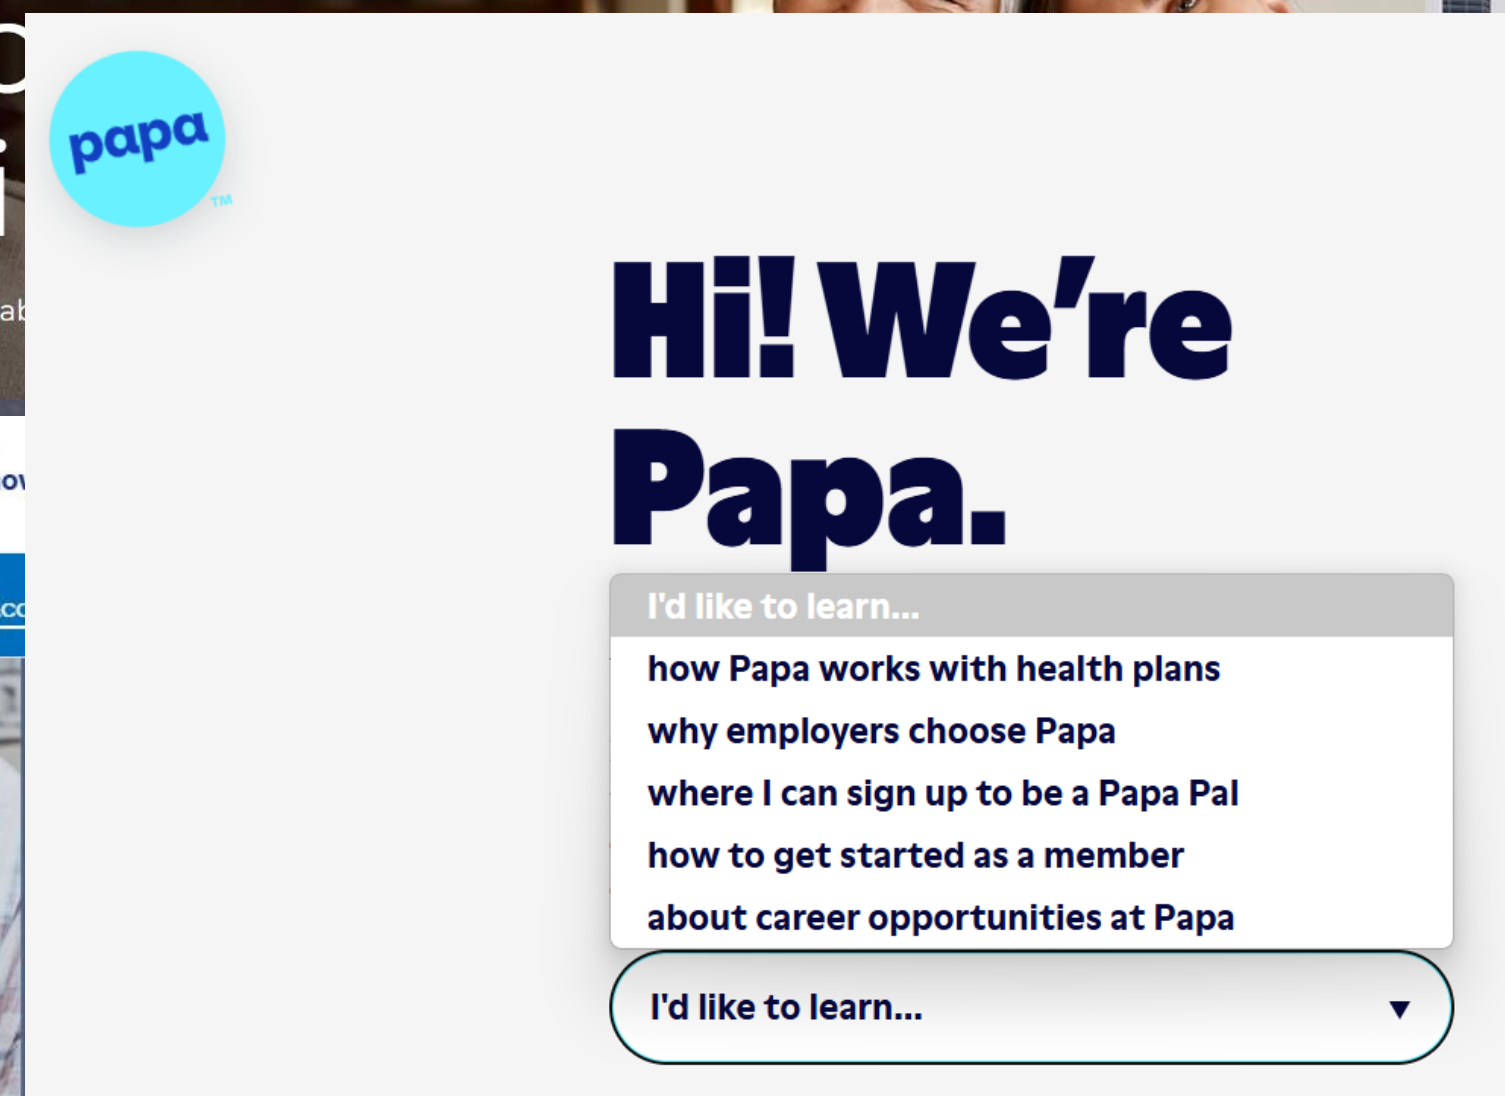 papa
TM
Hi! We’re
Papa.
I'd like to learn...
how Papa works with health plans
why employers choose Papa
where I can sign up to be a Papa Pal
how to get started as a member
about career opportunities at Papa
I'd like to learn...